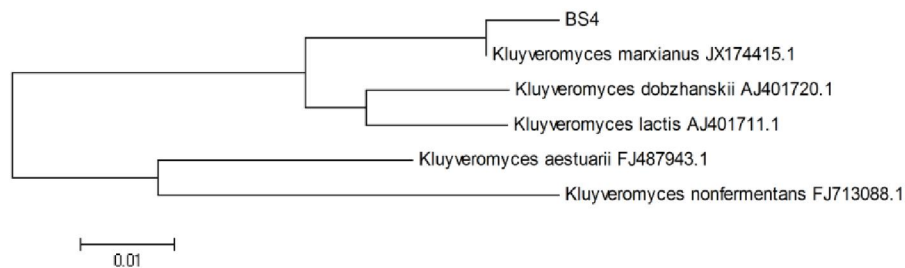 BS4
Kluyveromyces marxianus JX174415.1
Kluyveromyces dobzhanskii AJ401720.1
Kluyveromyces lactis AJ401711.1
Kluyveromyces aestuarii FJ487943.1
Kluyveromyces nonfermentans FJ713088.1
0.01